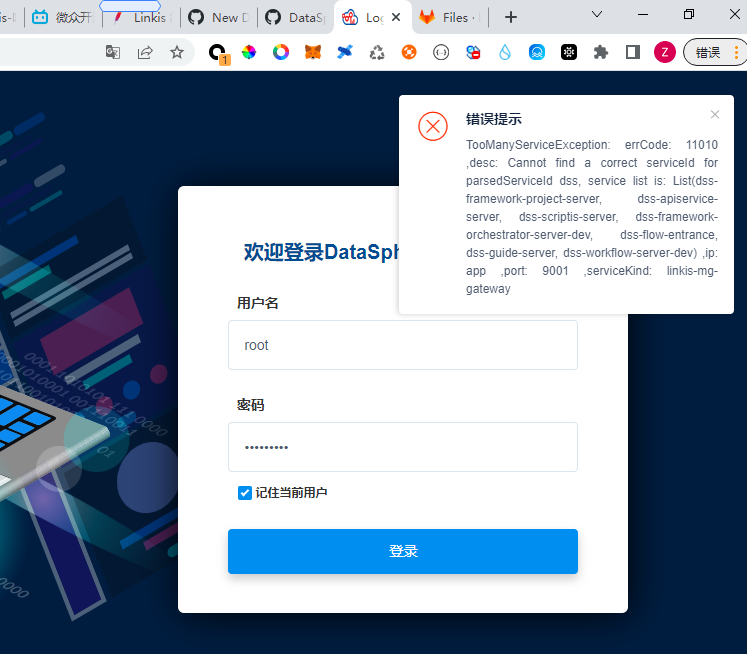 微众开
Linkis
New D
DataSp
Loc
Files ·
1
Z
错误
错误提示
TooManyServiceException: errCode: 11010
,desc: Cannot find a correct serviceId for
parsedServiceId dss, service list is: List(dss-
framework-project-server, dss-apiservice-
server, dss-scriptis-server, dss-framework-
orchestrator-server-dev, dss-flow-entrance,
dss-guide-server, dss-workflow-server-dev) ,ip:
app ,port: 9001 ,serviceKind: linkis-mg-
gateway
欢迎登录DataSph
用户名
root
密码
•••••••••
记住当前用户
登录